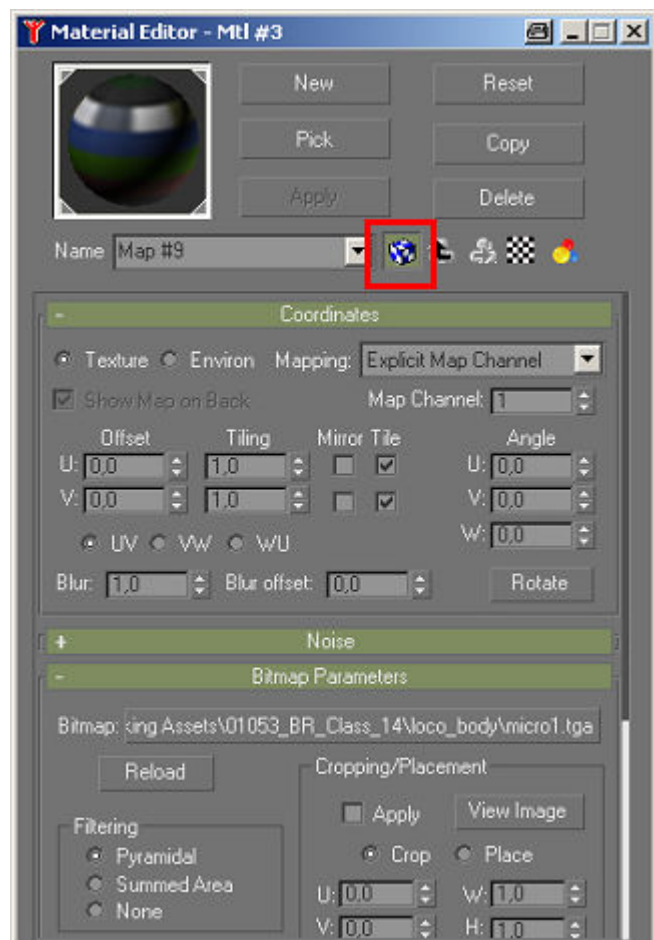 Material Editor - Mtl #3
New Reset
Pick Copy
Apply Delete
Name Map #9
- Coordinates
Texture Environ Mapping: Explicit Map Channel
Show Map on Back Map Channel: 1
Offset Tiling Mirror Tile Angle
U: 0,0 1,0 U: 0,0
V: 0,0 1,0 V: 0,0
UV VW WU W: 0,0
Blur: 1,0 Blur offset: 0,0 Rotate
+ Noise
- Bitmap Parameters
Bitmap: king Assets\01053_BR_Class_14\loco_body\micro1.tga
Reload Cropping/Placement
Apply View Image
Filtering
Pyramidal Crop Place
Summed Area U: 0,0 W: 1,0
None V: 0,0 H: 1,0